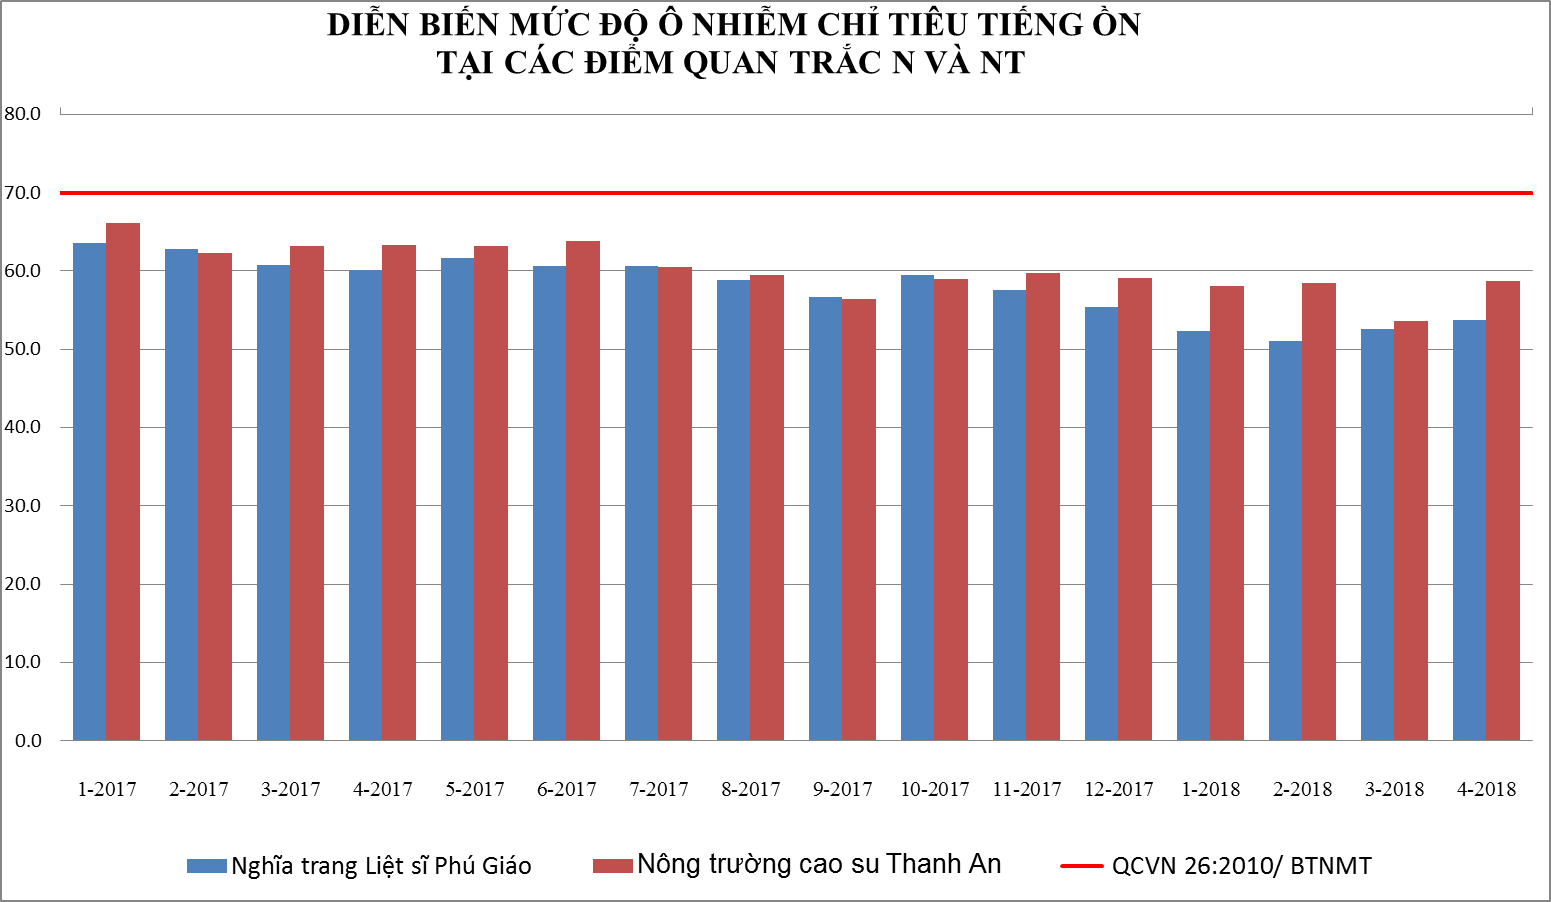 DIỄN BIẾN MỨC ĐỘ Ô NHIỄM CHỈ TIÊU TIẾNG ỒN
TẠI CÁC ĐIỂM QUAN TRẮC N VÀ NT
80.0
70.0
60.0
50.0
40.0
30.0
20.0
10.0
0.0
1-2017 2-2017 3-2017 4-2017 5-2017 6-2017 7-2017 8-2017 9-2017 10-2017 11-2017 12-2017 1-2018 2-2018 3-2018 4-2018
Nghĩa trang Liệt sĩ Phú Giáo Nông trường cao su Thanh An QCVN 26:2010/ BTNMT